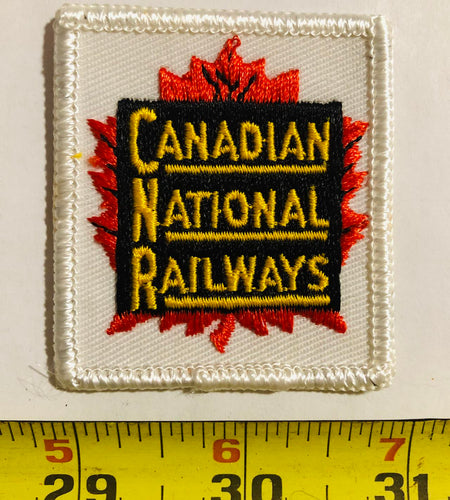 CANADIAN
NATIONAL
RAILWAYS
5 6 7
29 30 31